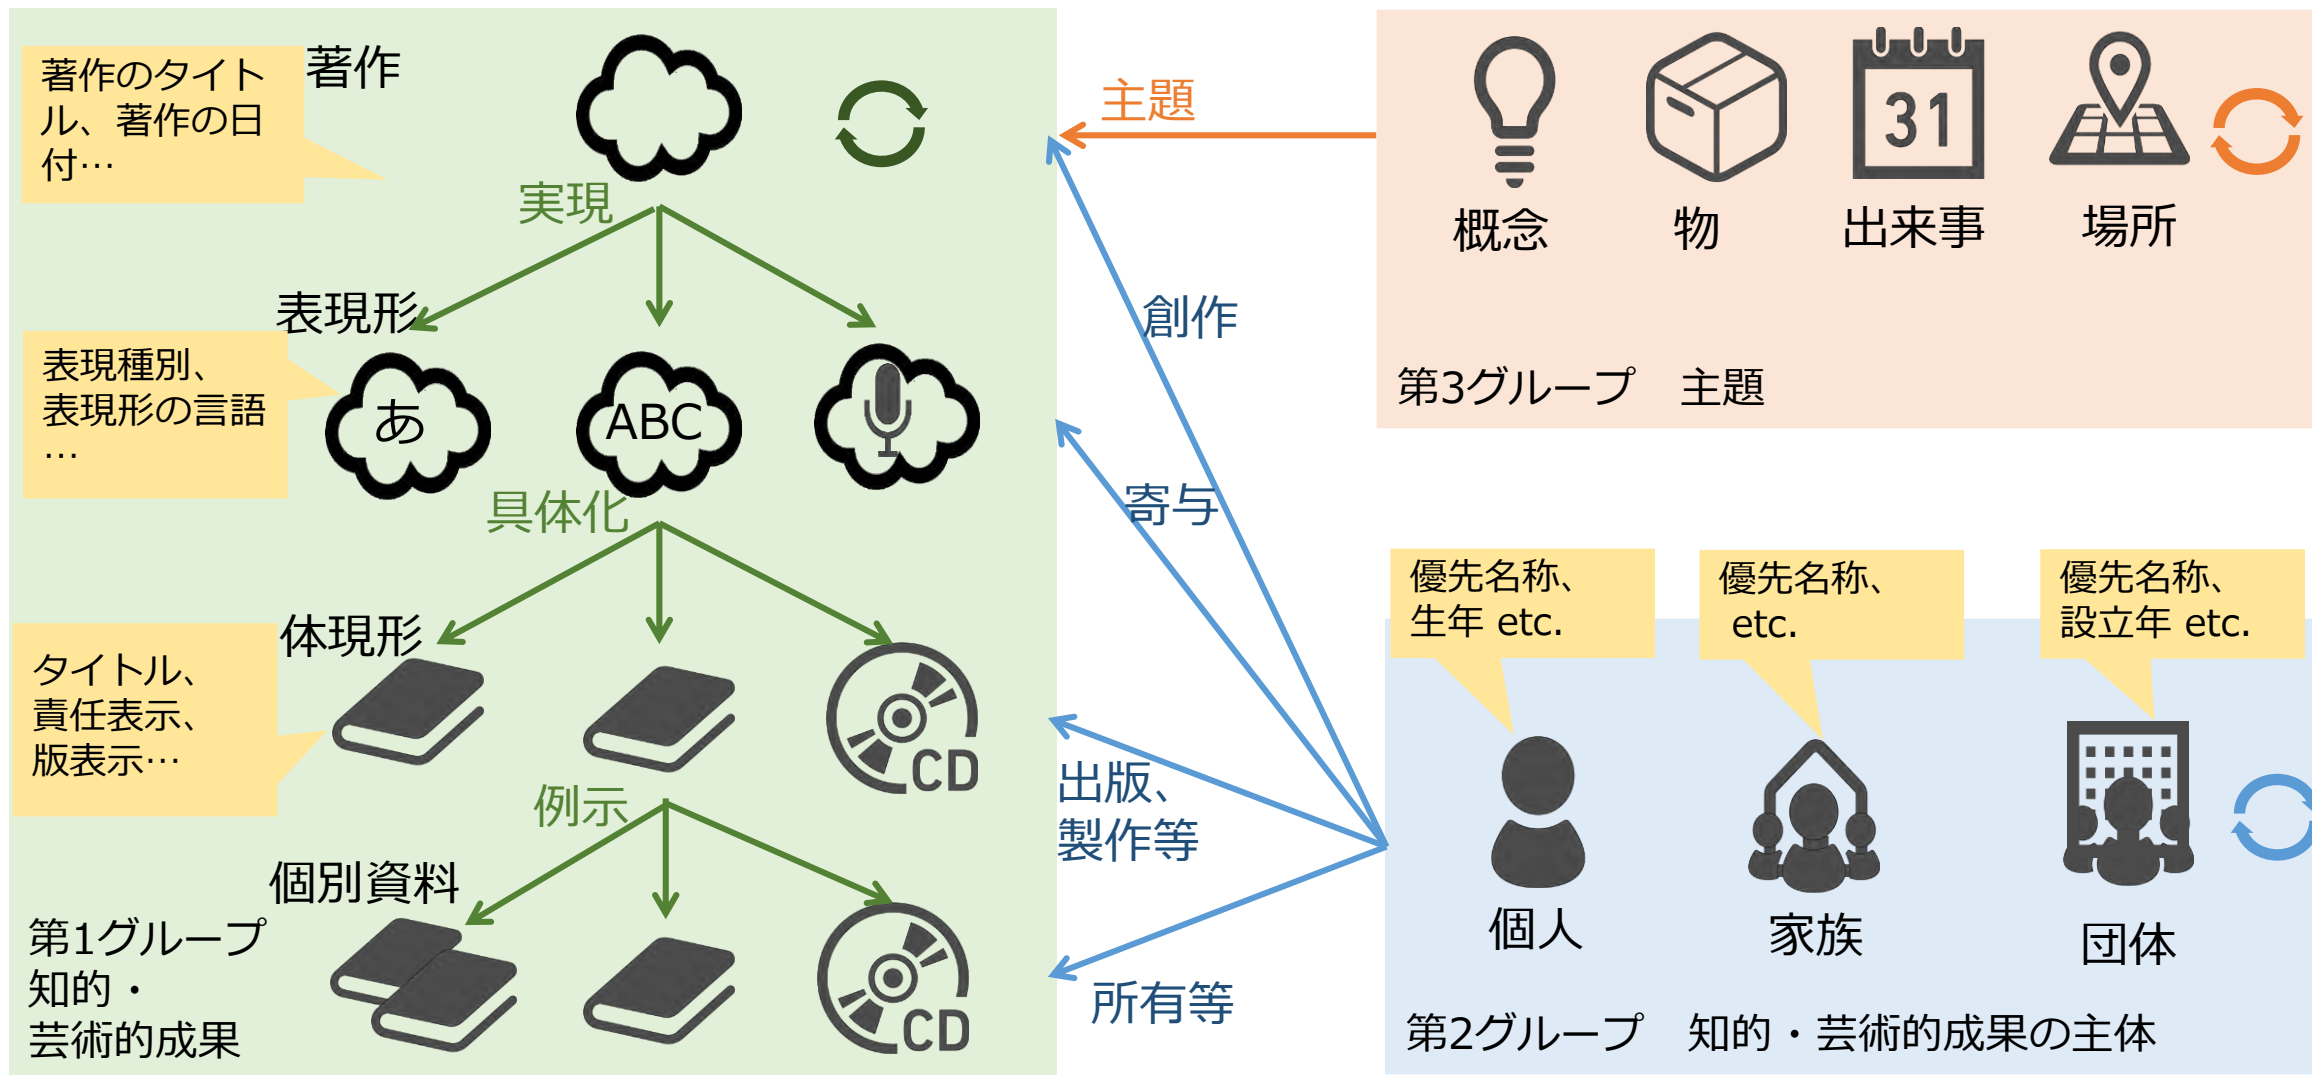 著作のタイト
ル、著作の日
付…
著作
実現
表現形
表現種別、
表現形の言語
…
あ
ABC
具体化
体現形
タイトル、
責任表示、
版表示…
CD
例示
個別資料
CD
第1グループ
知的・
芸術的成果
主題
創作
寄与
出版、
製作等
所有等
31
概念
物
出来事
場所
第3グループ　主題
優先名称、
生年 etc.
優先名称、
etc.
優先名称、
設立年 etc.
個人
家族
団体
第2グループ　知的・芸術的成果の主体